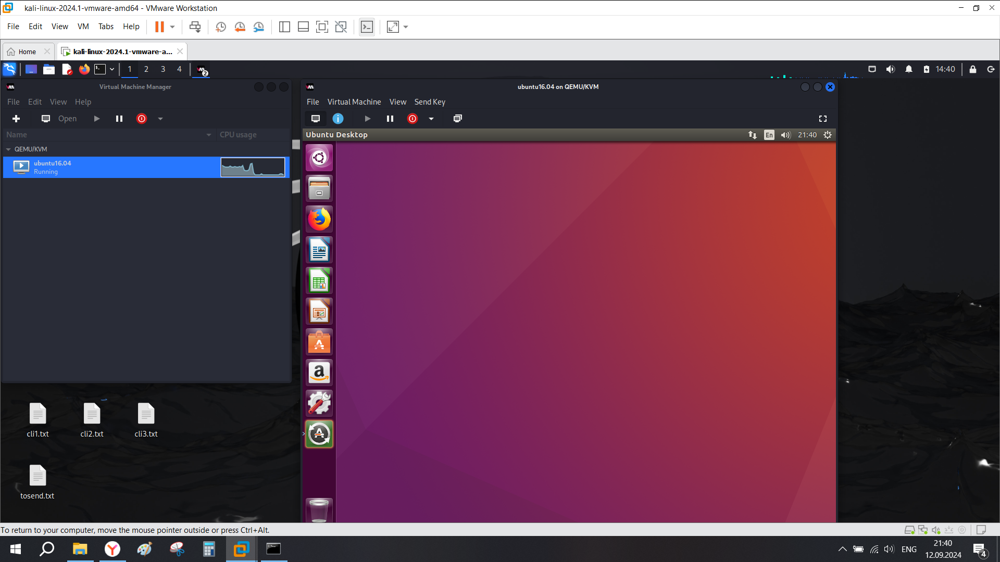 kali-linux-2024.1-vmware-amd64 - VMware Workstation
File Edit View VM Tabs Help
Home
kali-linux-2024.1-vmware-a...
1 2 3 4
2
14:40
Virtual Machine Manager
File Edit View Help
Open
Name CPU usage
QEMU/KVM
ubuntu16.04
Running
ubuntu16.04 on QEMU/KVM
File Virtual Machine View Send Key
Ubuntu Desktop
En
21:40
cli1.txt
cli2.txt
cli3.txt
tosend.txt
To return to your computer, move the mouse pointer outside or press Ctrl+Alt.
ENG
21:40
12.09.2024
4